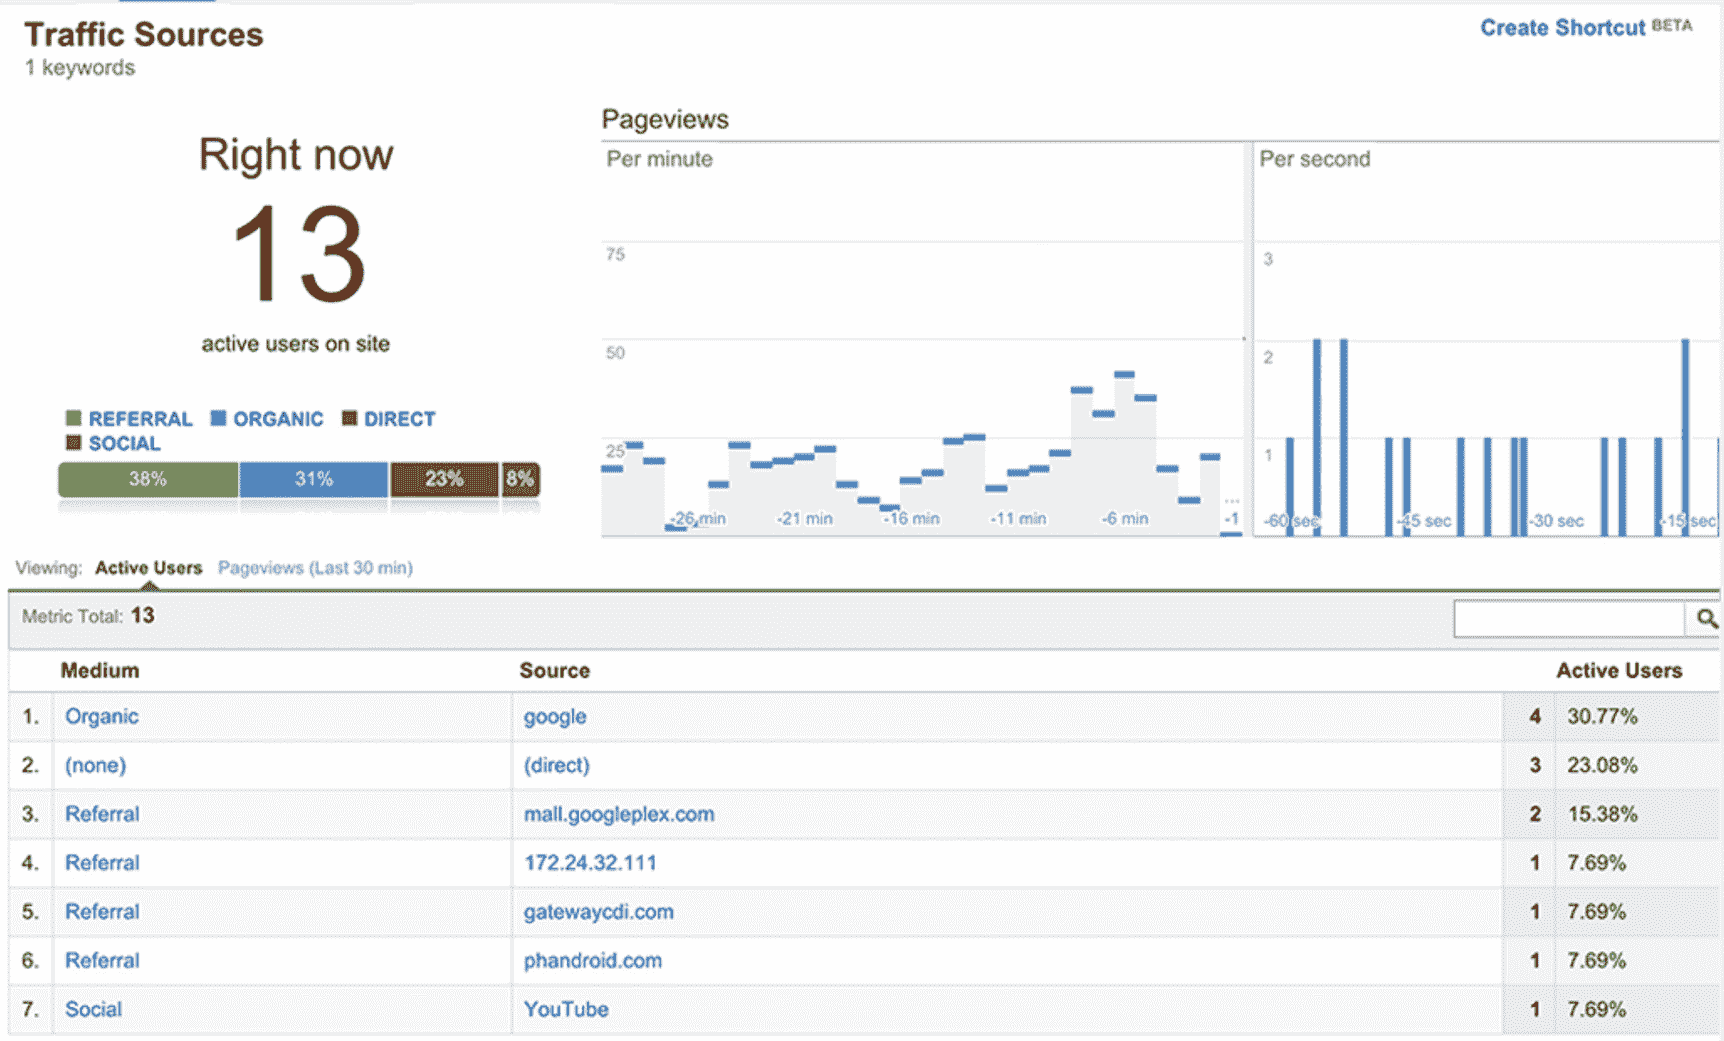 Traffic Sources
Create Shortcut BETA
1 keywords
Right now
13
active users on site
REFERRAL ORGANIC DIRECT
SOCIAL
38% 31% 23% 8%
Pageviews
Per minute
75
50
25
-26 min -21 min -16 min -11 min -6 min -1
Per second
3
2
1
-60 sec -45 sec -30 sec -15 sec
Viewing: Active Users Pageviews (Last 30 min)
Metric Total: 13
Medium Source Active Users
1. Organic google 4 30.77%
2. (none) (direct) 3 23.08%
3. Referral mall.googleplex.com 2 15.38%
4. Referral 172.24.32.111 1 7.69%
5. Referral gatewaycdi.com 1 7.69%
6. Referral phandroid.com 1 7.69%
7. Social YouTube 1 7.69%